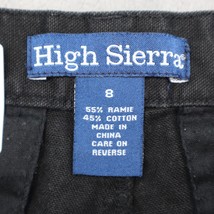 High Sierra®
8
55% RAMIE
45% COTTON
MADE IN
CHINA
CARE ON
REVERSE